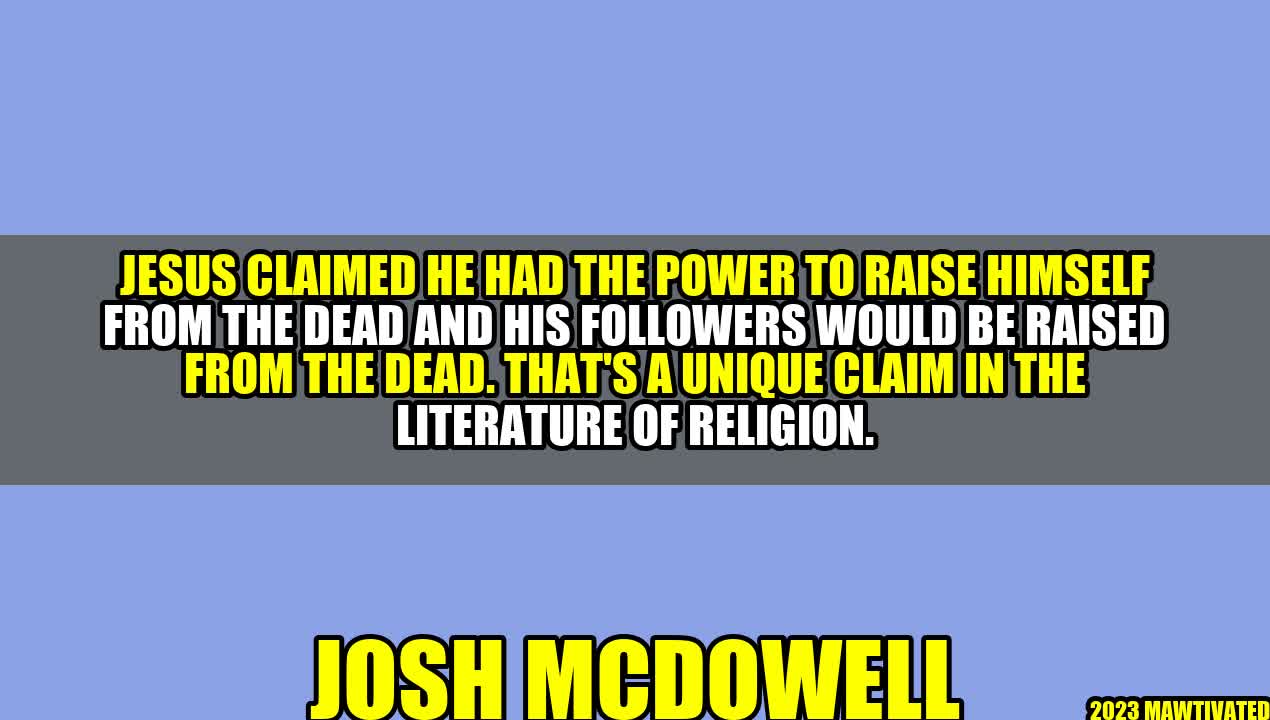 JESUS CLAIMED HE HAD THE POWER TO RAISE HIMSELF
FROM THE DEAD AND HIS FOLLOWERS WOULD BE RAISED
FROM THE DEAD. THAT'S A UNIQUE CLAIM IN THE
LITERATURE OF RELIGION.
JOSH MCDOWELL
2023 MAWTIVATED